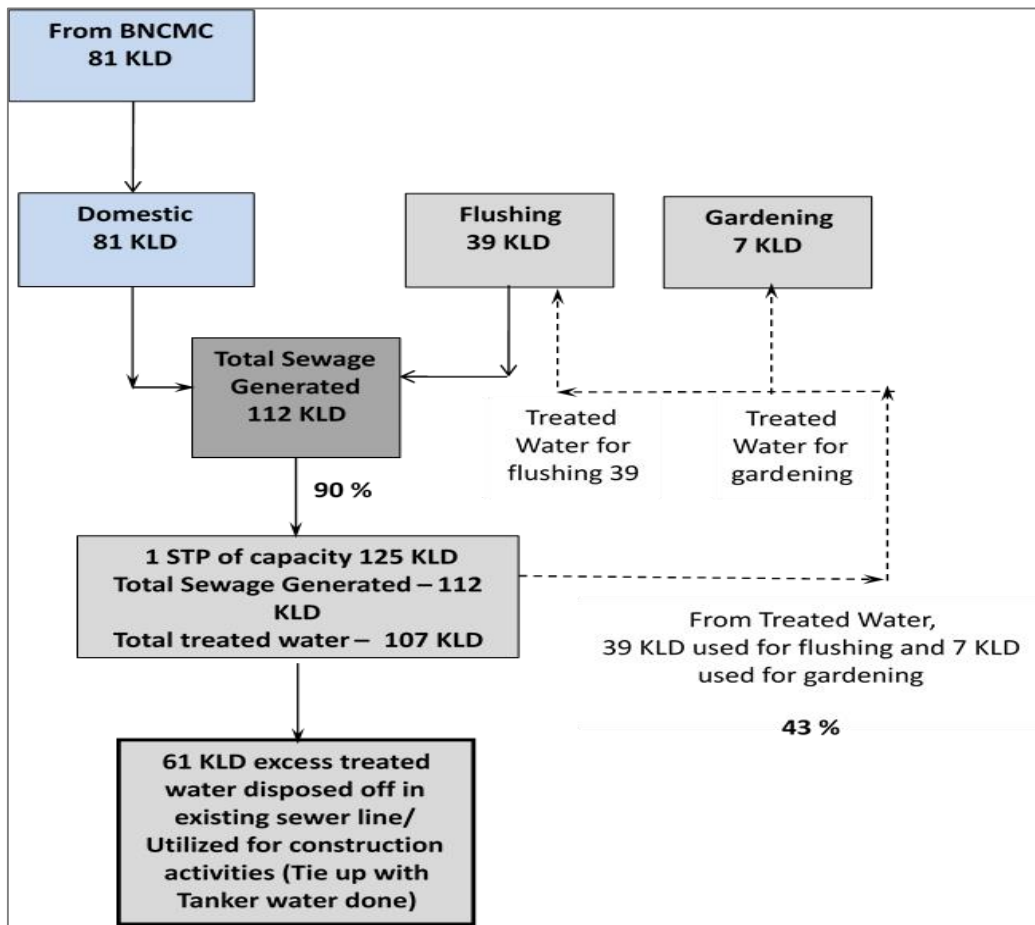 From BNCMC
81 KLD
Domestic
81 KLD
Flushing
39 KLD
Gardening
7 KLD
Total Sewage
Generated
112 KLD
Treated
Water for
flushing 39
Treated
Water for
gardening
90 %
1 STP of capacity 125 KLD
Total Sewage Generated – 112
KLD
Total treated water – 107 KLD
From Treated Water,
39 KLD used for flushing and 7 KLD
used for gardening
43 %
61 KLD excess treated
water disposed off in
existing sewer line/
Utilized for construction
activities (Tie up with
Tanker water done)